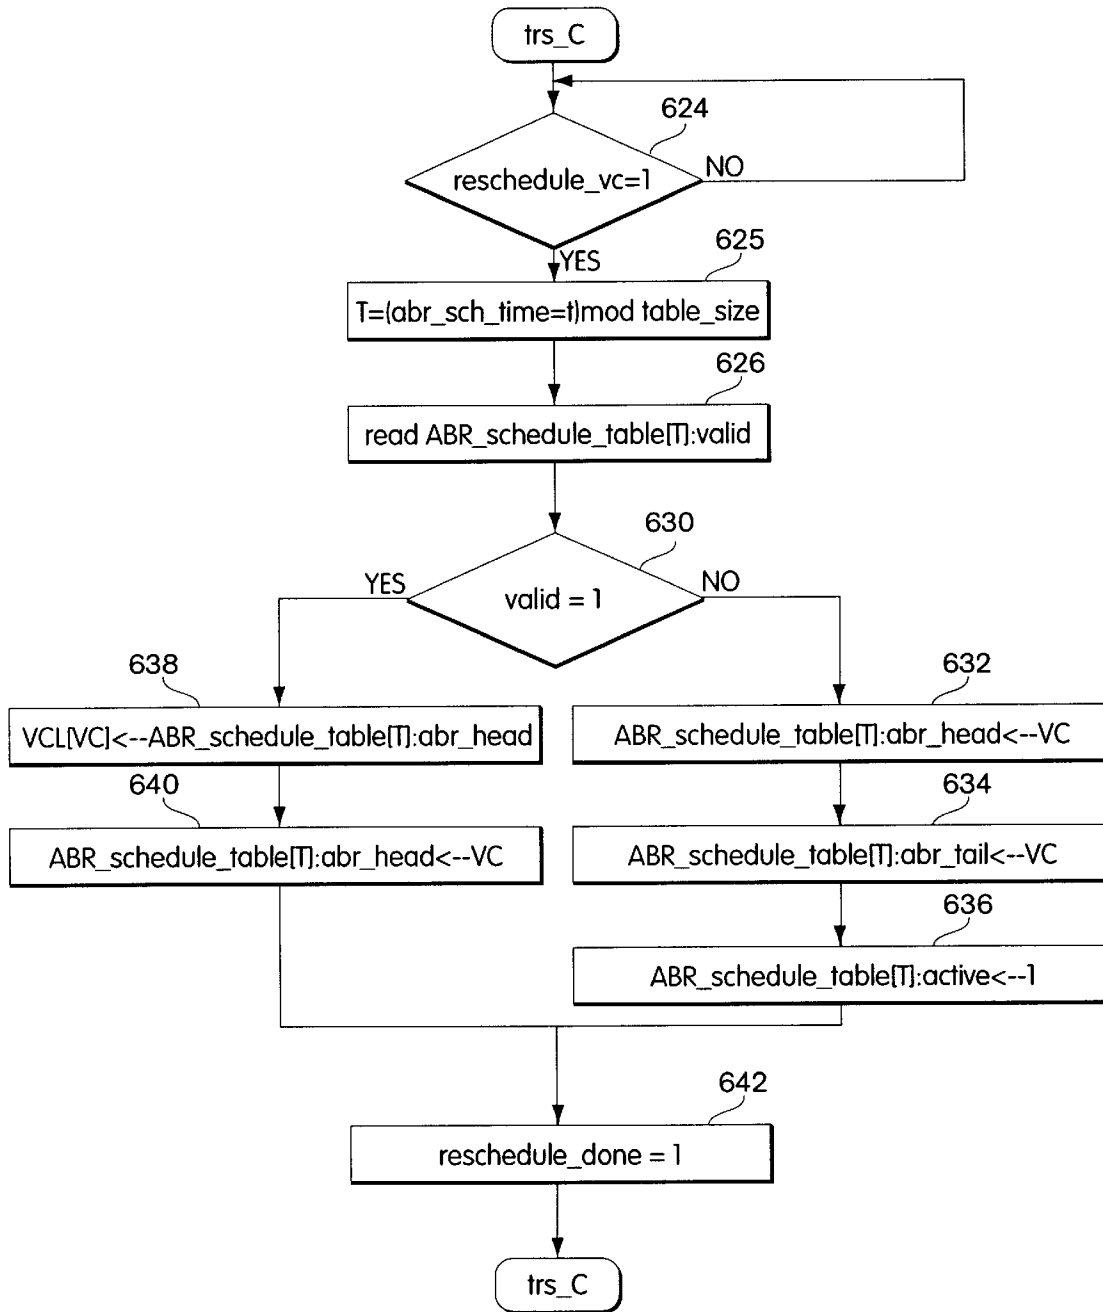 trs_C
624
reschedule_vc=1
NO
YES
625
T=(abr_sch_time=t)mod table_size
626
read ABR_schedule_table[T]:valid
630
YES
NO
valid = 1
638
632
VCL[VC]<--ABR_schedule_table[T]:abr_head
ABR_schedule_table[T]:abr_head<--VC
640
634
ABR_schedule_table[T]:abr_head<--VC
ABR_schedule_table[T]:abr_tail<--VC
636
ABR_schedule_table[T]:active<--1
642
reschedule_done = 1
trs_C